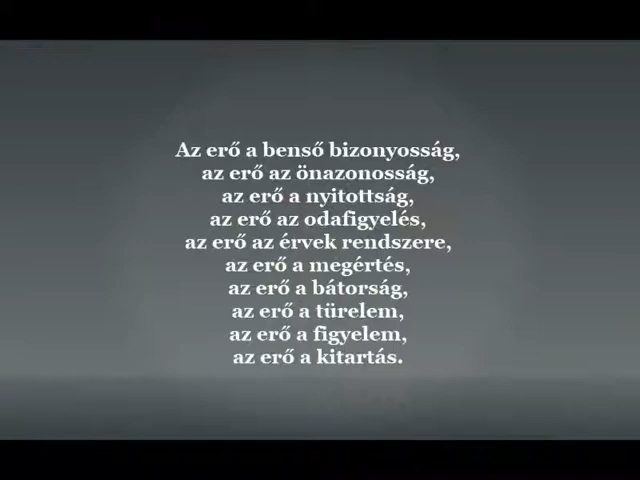 Az erő a benső bizonyosság,
az erő az önazonosság,
az erő a nyitottság,
az erő az odafigyelés,
az erő az érvek rendszere,
az erő a megértés,
az erő a bátorság,
az erő a türelem,
az erő a figyelem,
az erő a kitartás.